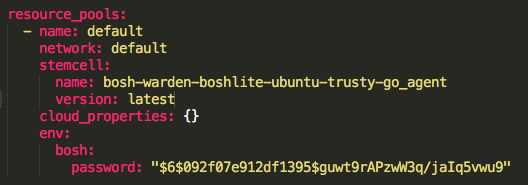 resource_pools:
  - name: default
    network: default
    stemcell:
      name: bosh-warden-boshlite-ubuntu-trusty-go_agent
      version: latest
    cloud_properties: {}
    env:
      bosh:
        password: "$6$092f07e912df1395$guwt9rAPzwW3q/jaIq5vwu9"